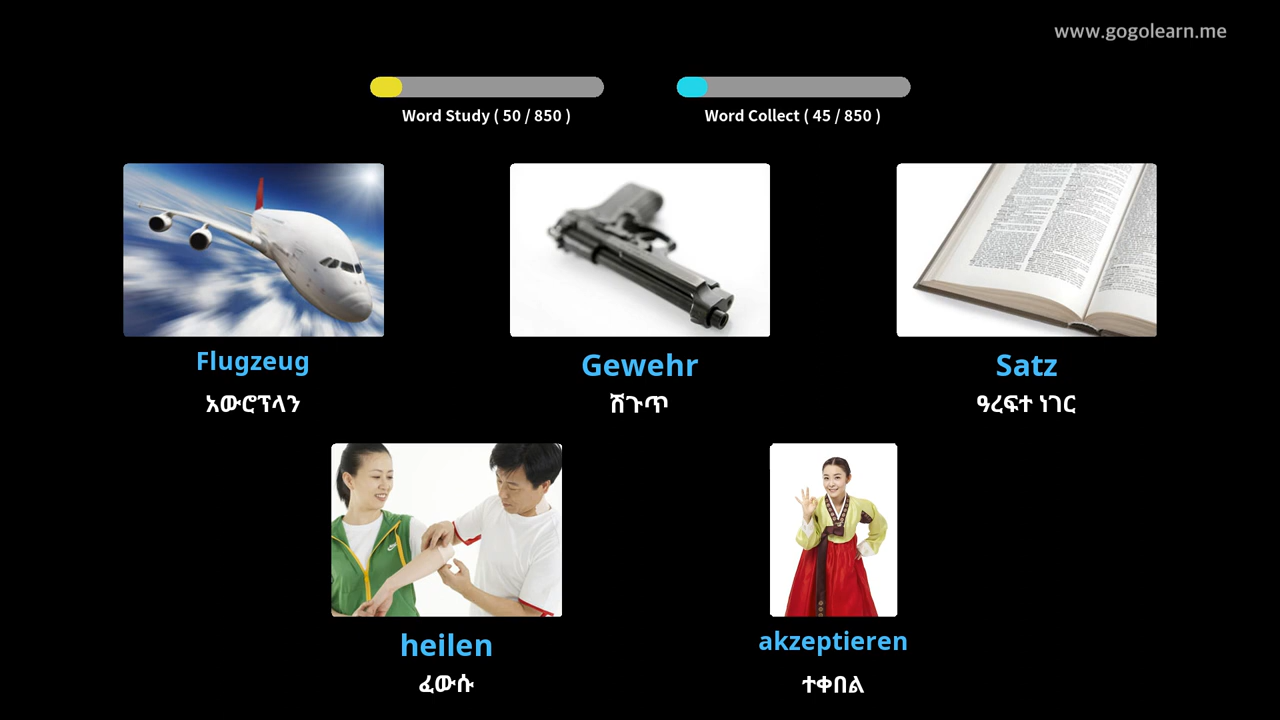 www.gogolearn.me
Word Study ( 50 / 850 )
Word Collect ( 45 / 850 )
Flugzeug
Gewehr
Satz
አውሮፕላን
ሽጉጥ
ዓረፍተ ነገር
heilen
akzeptieren
ፈውሱ
ተቀበል